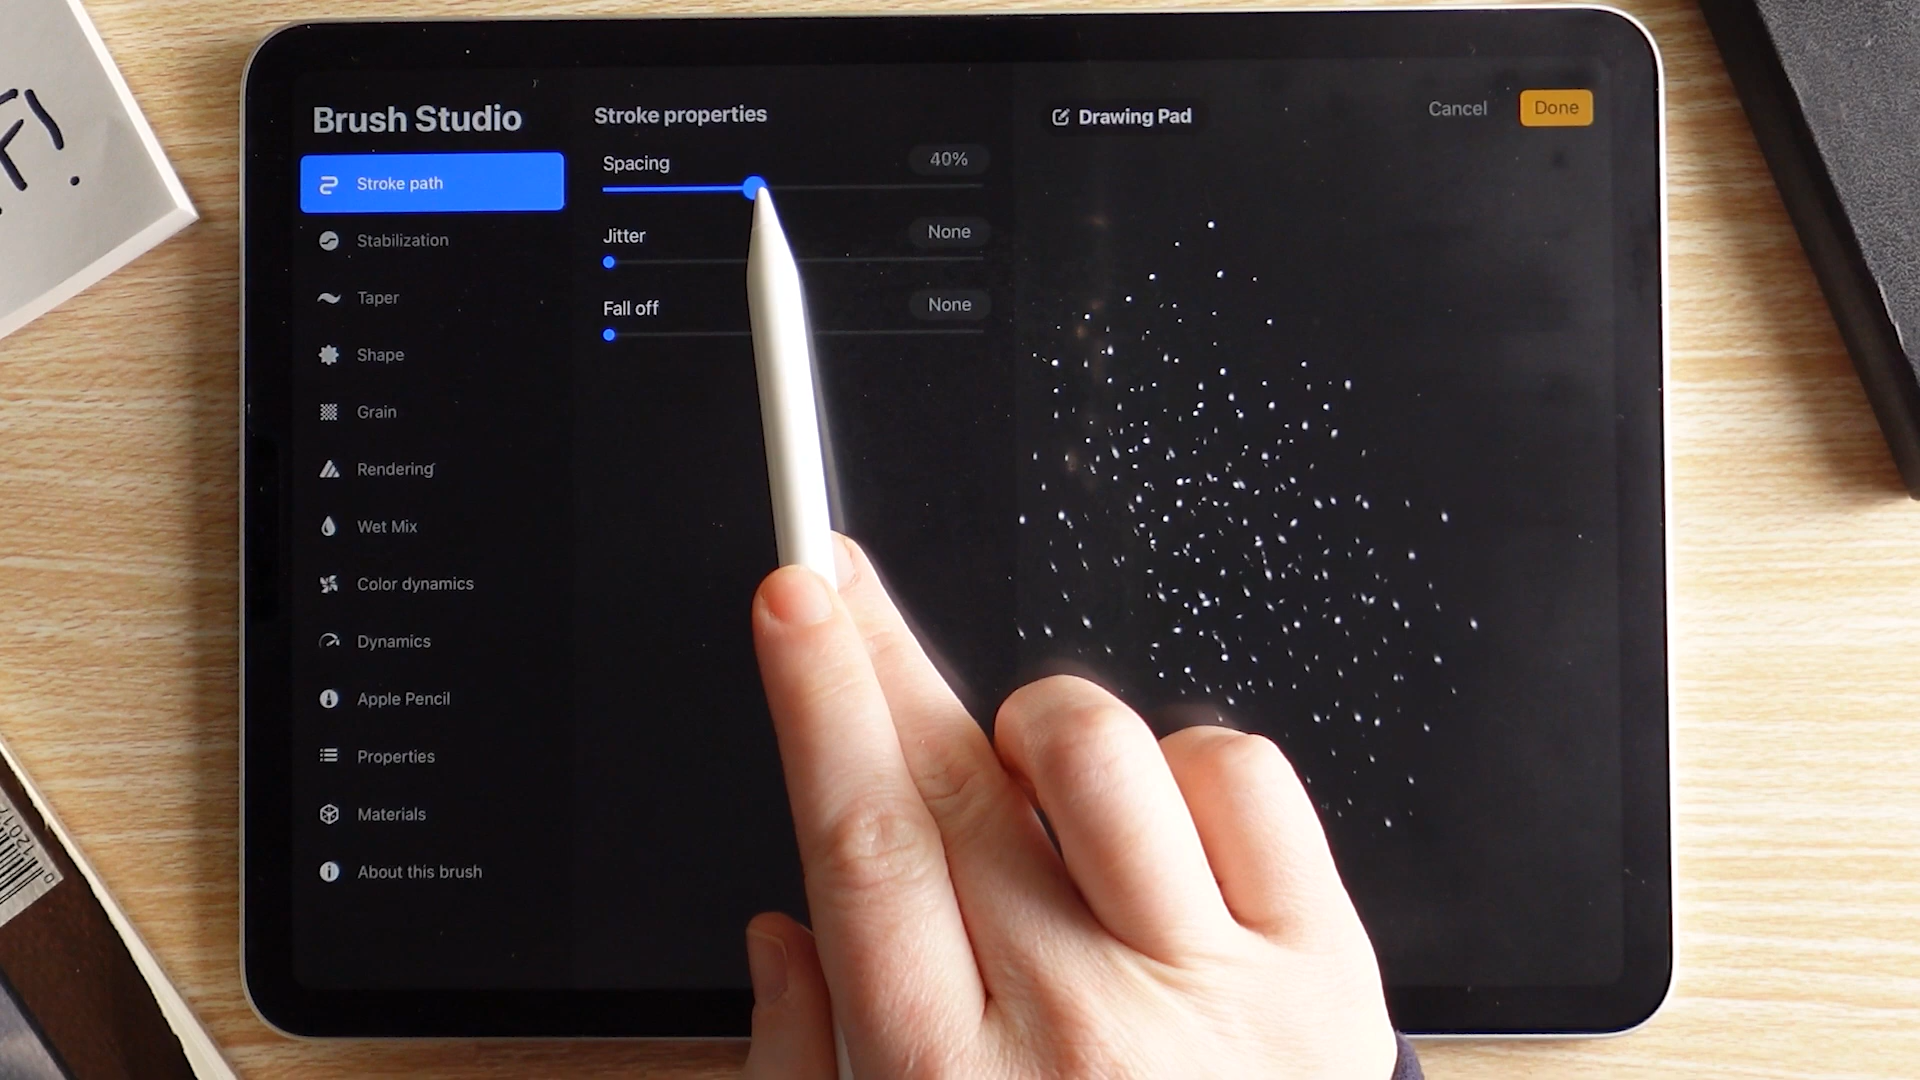 F!
Brush Studio
Stroke path
Stabilization
Taper
Shape
Grain
Rendering
Wet Mix
Color dynamics
Dynamics
Apple Pencil
Properties
Materials
About this brush
Stroke properties
Spacing
40%
Jitter
None
Fall off
None
Drawing Pad
Cancel
Done